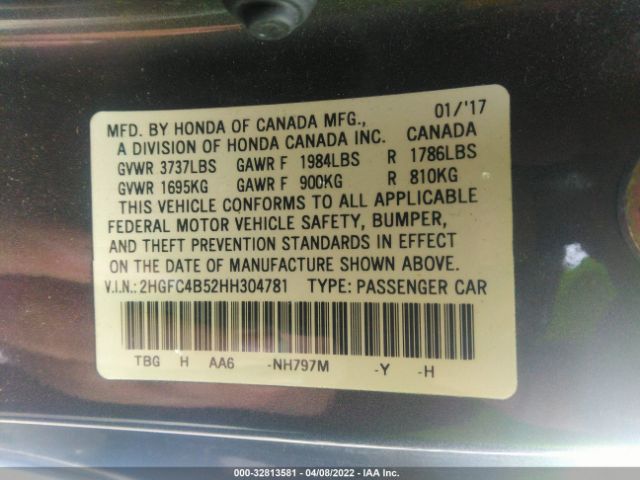 MFD. BY HONDA OF CANADA MFG., 01/'17
A DIVISION OF HONDA CANADA INC. CANADA
GVWR 3737LBS GAWR F 1984LBS R 1786LBS
GVWR 1695KG GAWR F 900KG R 810KG
THIS VEHICLE CONFORMS TO ALL APPLICABLE
FEDERAL MOTOR VEHICLE SAFETY, BUMPER,
AND THEFT PREVENTION STANDARDS IN EFFECT
ON THE DATE OF MANUFACTURE SHOWN ABOVE.
V.I.N.: 2HGFC4B52HH304781 TYPE: PASSENGER CAR
TBG H AA6 -NH797M -Y -H
000-32813581 - 04/08/2022 - IAA Inc.